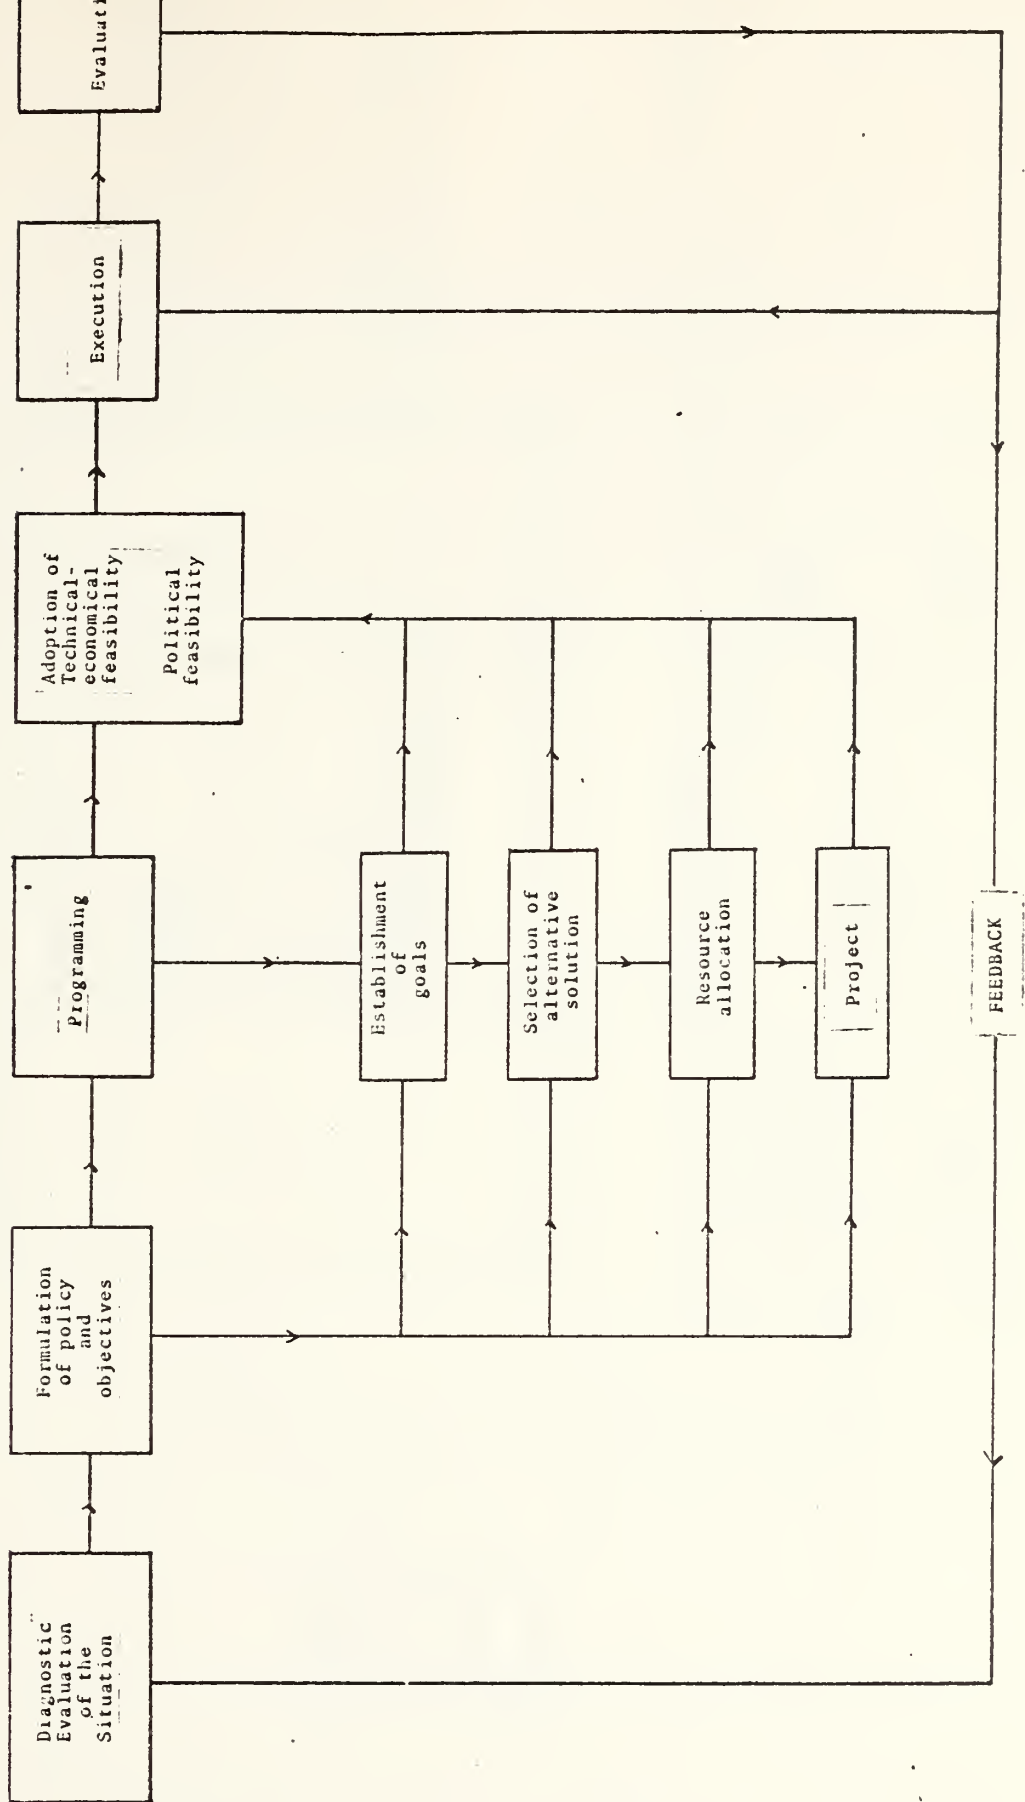 Diagnostic
Evaluation
of the
Situation
Formulation
of policy
and
objectives
Programming
Adoption of
Technical-
economical
feasibility
Political
feasibility
Execution
Evaluati
Establishment
of
goals
Selection of
alternative
solution
Resource
allocation
Project
FEEDBACK